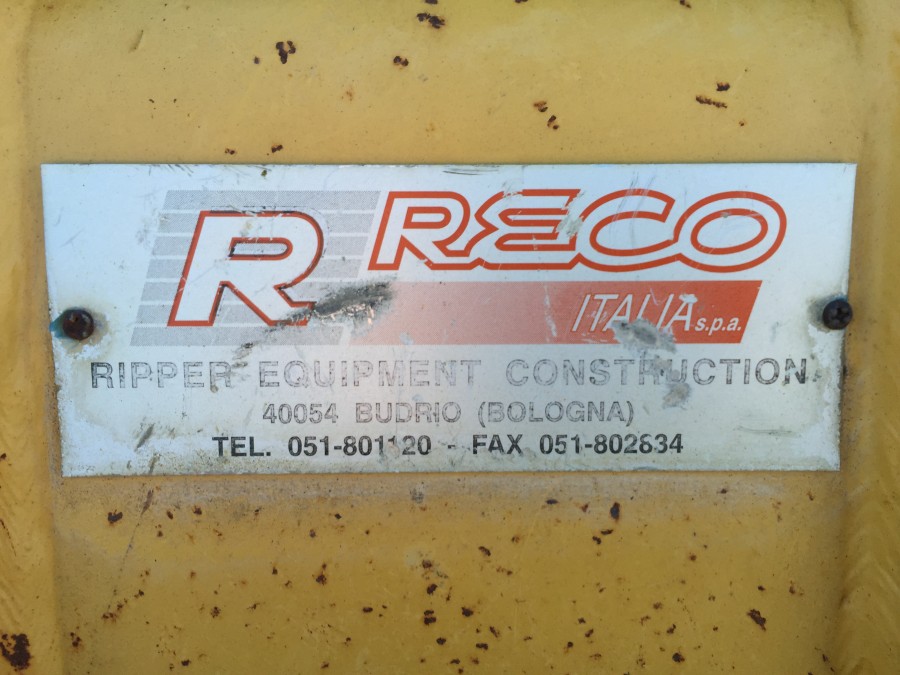 R RECO
ITALIA s.p.a.
RIPPER EQUIPMENT CONSTRUCTION
40054 BUDRIO (BOLOGNA)
TEL. 051-801120 - FAX 051-802634